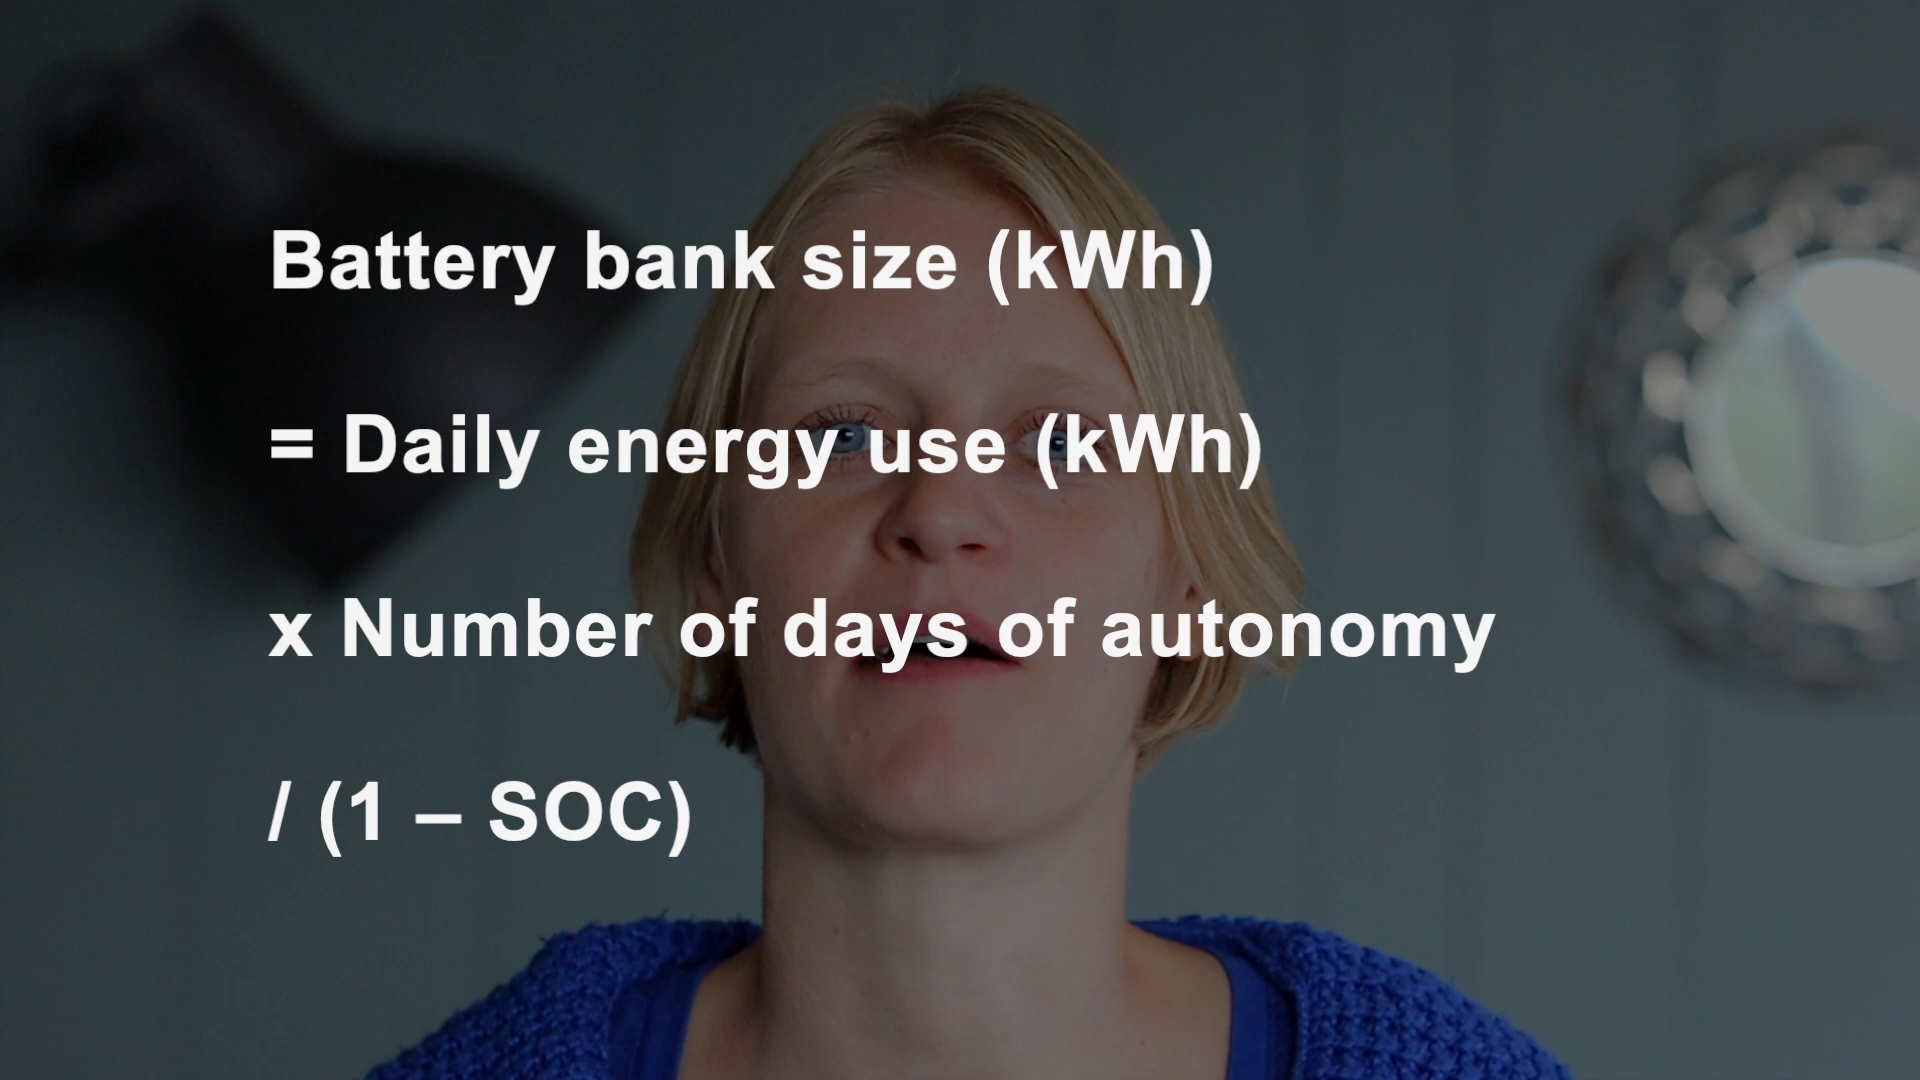 Battery bank size (kWh)
= Daily energy use (kWh)
x Number of days of autonomy
/ (1 – SOC)